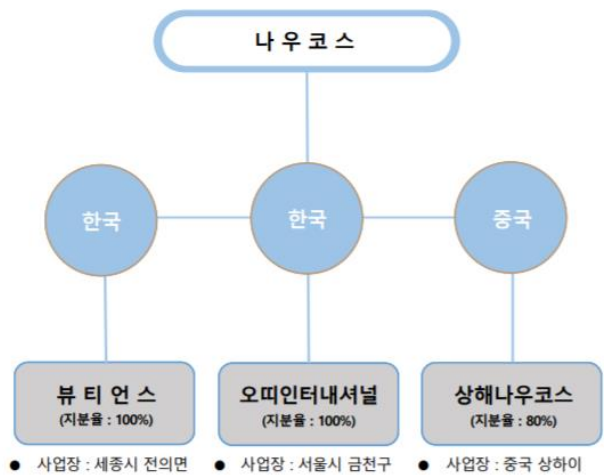 나우코스
한국
한국
중국
뷰티언스
(지분율 : 100%)
오띠인터내셔널
(지분율 : 100%)
상해나우코스
(지분율 : 80%)
● 사업장 : 세종시 전의면
● 사업장 : 서울시 금천구
● 사업장 : 중국 상하이